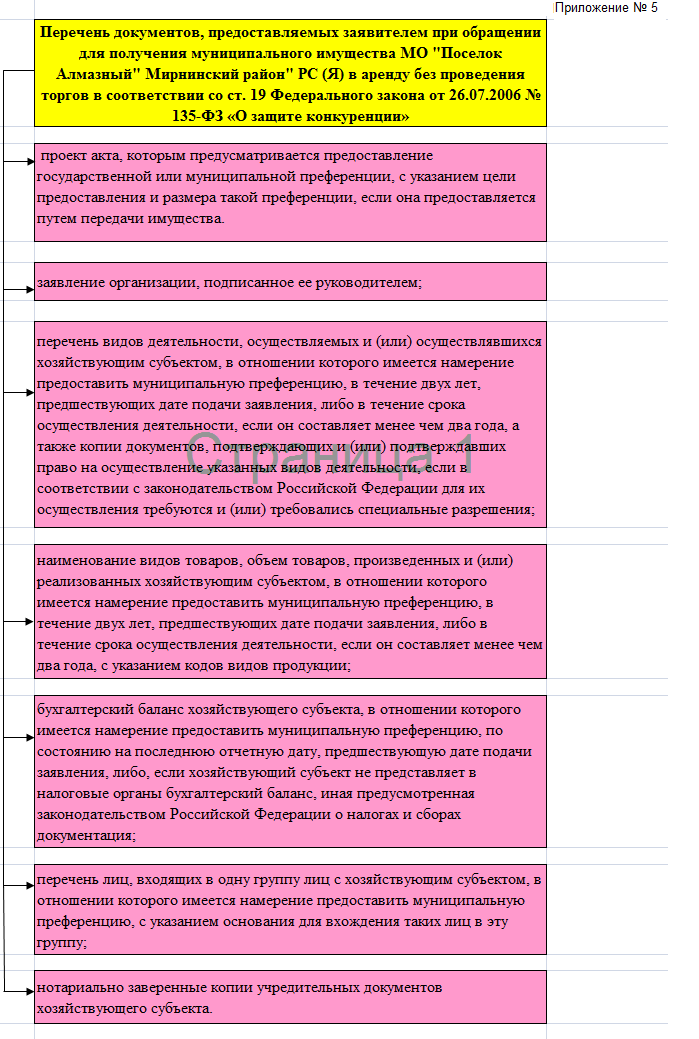 Приложение № 5
Перечень документов, предоставляемых заявителем при обращении
для получения муниципального имущества МО "Поселок
Алмазный" Мирнинский район" РС (Я) в аренду без проведения
торгов в соответствии со ст. 19 Федерального закона от 26.07.2006 №
135-ФЗ «О защите конкуренции»
проект акта, которым предусматривается предоставление
государственной или муниципальной преференции, с указанием цели
предоставления и размера такой преференции, если она предоставляется
путем передачи имущества.
заявление организации, подписанное ее руководителем;
перечень видов деятельности, осуществляемых и (или) осуществлявшихся
хозяйствующим субъектом, в отношении которого имеется намерение
предоставить муниципальную преференцию, в течение двух лет,
предшествующих дате подачи заявления, либо в течение срока
осуществления деятельности, если он составляет менее чем два года, а
также копии документов, подтверждающих и (или) подтверждавших
право на осуществление указанных видов деятельности, если в
соответствии с законодательством Российской Федерации для их
осуществления требуются и (или) требовались специальные разрешения;
Страница 1
наименование видов товаров, объем товаров, произведенных и (или)
реализованных хозяйствующим субъектом, в отношении которого
имеется намерение предоставить муниципальную преференцию, в
течение двух лет, предшествующих дате подачи заявления, либо в
течение срока осуществления деятельности, если он составляет менее чем
два года, с указанием кодов видов продукции;
бухгалтерский баланс хозяйствующего субъекта, в отношении которого
имеется намерение предоставить муниципальную преференцию, по
состоянию на последнюю отчетную дату, предшествующую дате подачи
заявления, либо, если хозяйствующий субъект не представляет в
налоговые органы бухгалтерский баланс, иная предусмотренная
законодательством Российской Федерации о налогах и сборах
документация;
перечень лиц, входящих в одну группу лиц с хозяйствующим субъектом, в
отношении которого имеется намерение предоставить муниципальную
преференцию, с указанием основания для вхождения таких лиц в эту
группу;
нотариально заверенные копии учредительных документов
хозяйствующего субъекта.